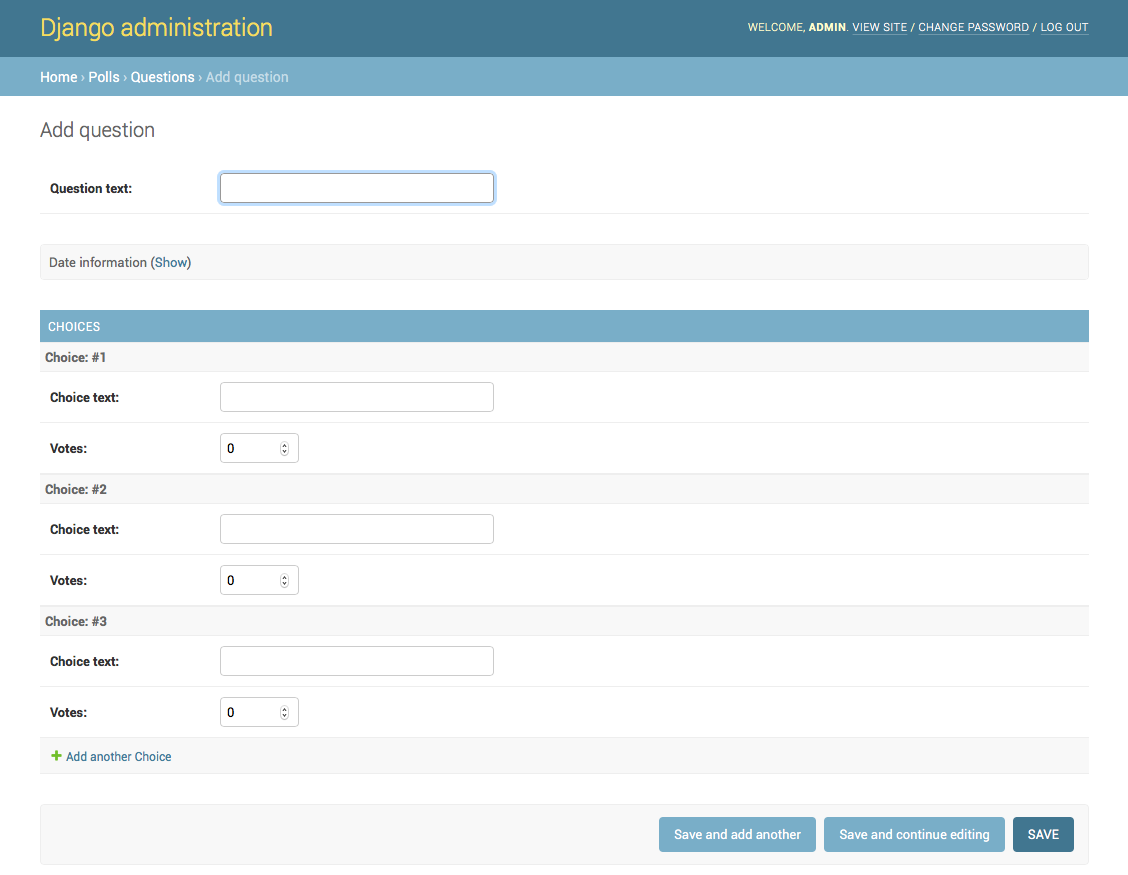 Django administration
WELCOME, ADMIN. VIEW SITE / CHANGE PASSWORD / LOG OUT
Home › Polls › Questions › Add question
Add question
Question text:
Date information (Show)
CHOICES
Choice: #1
Choice text:
Votes: 0
Choice: #2
Choice text:
Votes: 0
Choice: #3
Choice text:
Votes: 0
Add another Choice
Save and add another
Save and continue editing
SAVE